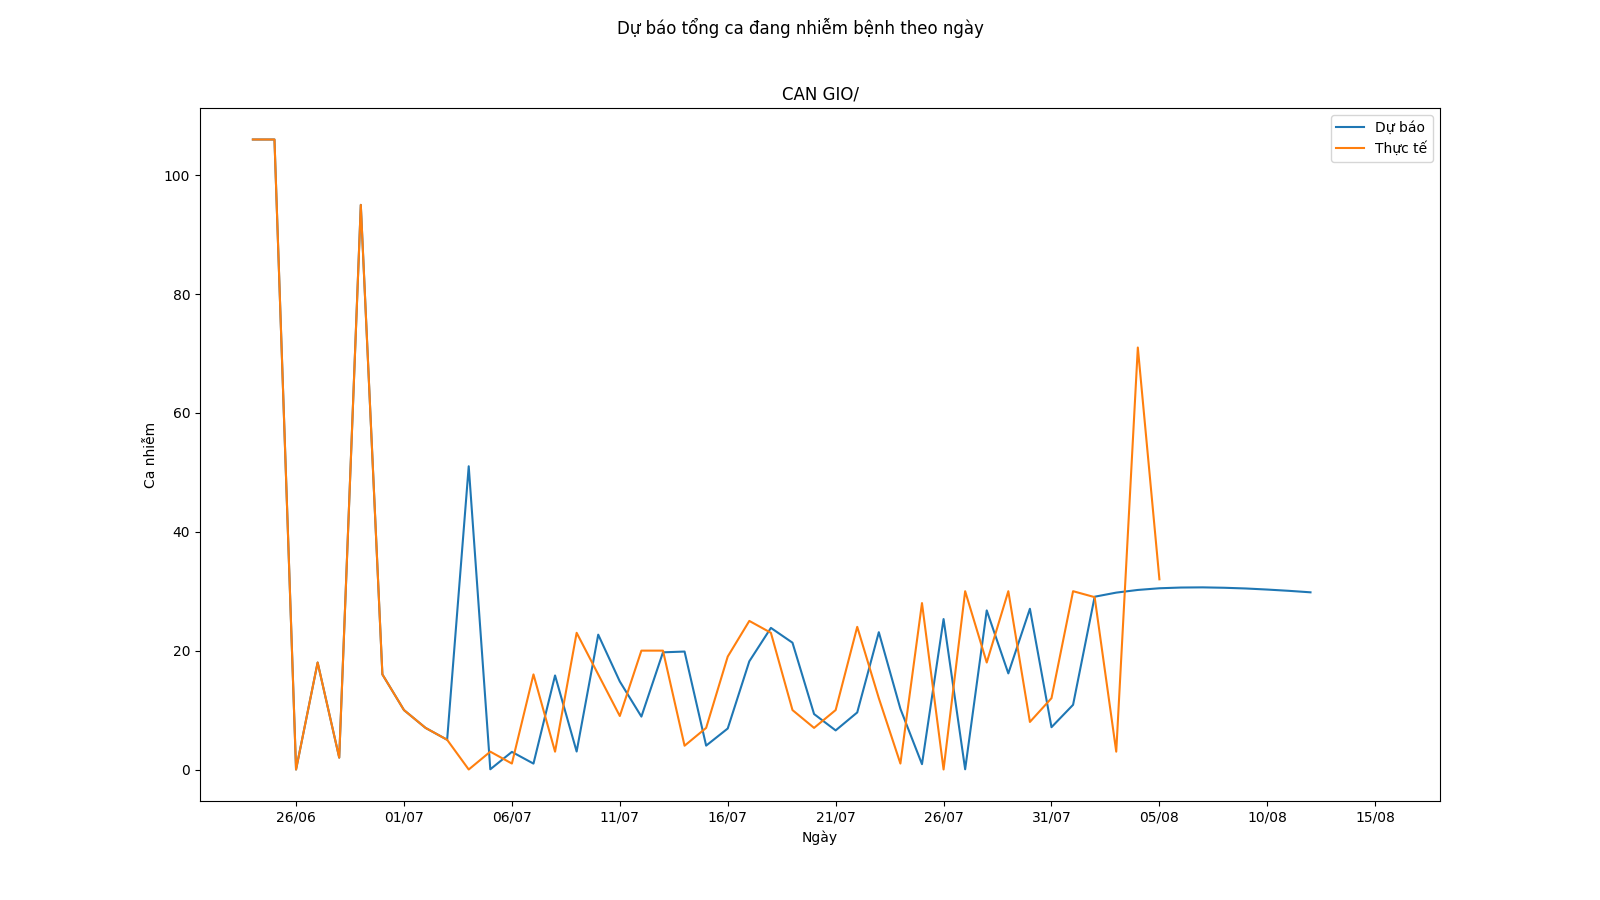 Dự báo tổng ca đang nhiễm bệnh theo ngày
CAN GIO/
Dự báo
Thực tế
100
80
60
40
20
0
Ca nhiễm
26/06 01/07 06/07 11/07 16/07 21/07 26/07 31/07 05/08 10/08 15/08
Ngày